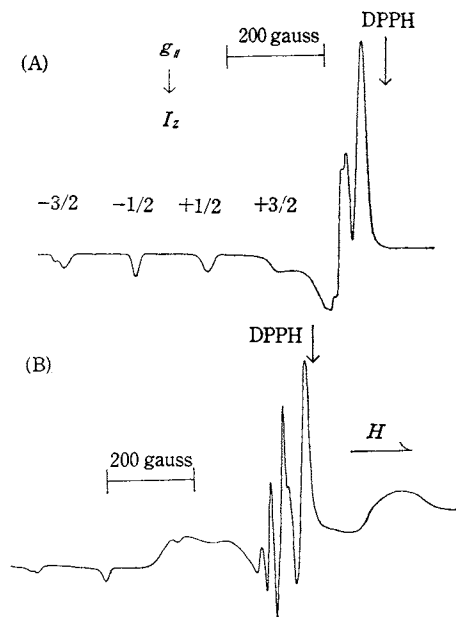 DPPH
(A)
200 gauss
g∥
I_z
−3/2 −1/2 +1/2 +3/2
DPPH
(B)
200 gauss
H